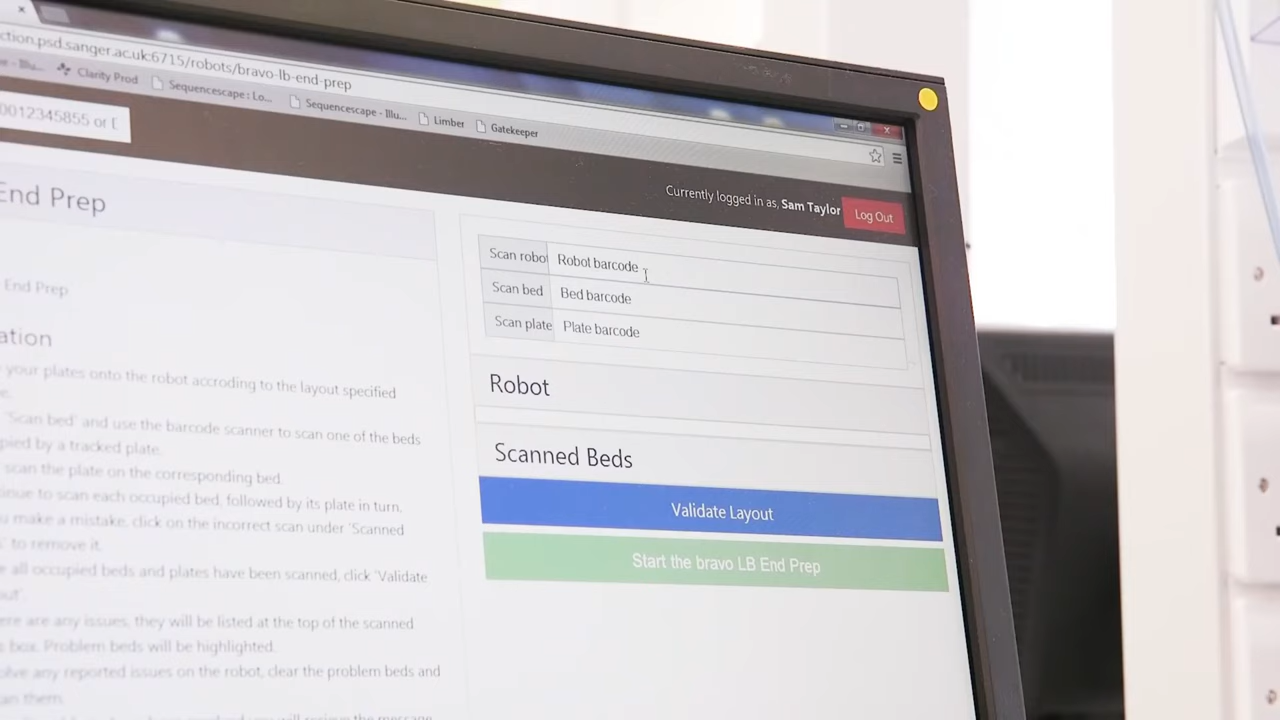 ction.psd.sanger.ac.uk:6715/robots/bravo-lb-end-prep
Clarity Prod
Sequencescape : Lo...
Sequencescape - Illu...
Limber
Gatekeeper
0012345855 or
Currently logged in as, Sam Taylor
Log Out
End Prep
End Prep
ation
your plates onto the robot accroding to the layout specified
'Scan bed' and use the barcode scanner to scan one of the beds
pied by a tracked plate.
scan the plate on the corresponding bed.
tinue to scan each occupied bed, followed by its plate in turn.
u make a mistake, click on the incorrect scan under 'Scanned
s' to remove it.
e all occupied beds and plates have been scanned, click 'Validate
out'.
ere are any issues, they will be listed at the top of the scanned
s box. Problem beds will be highlighted.
olve any reported issues on the robot, clear the problem beds and
an them.
Scan robot
Robot barcode
Scan bed
Bed barcode
Scan plate
Plate barcode
Robot
Scanned Beds
Validate Layout
Start the bravo LB End Prep